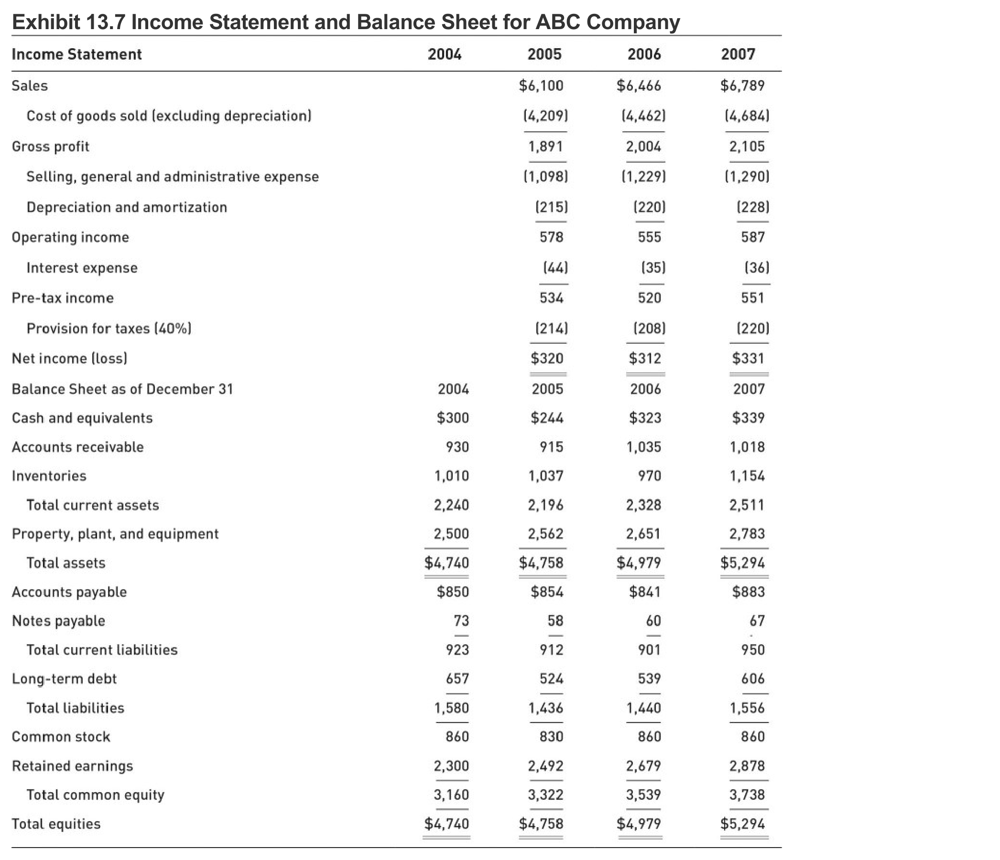 Exhibit 13.7 Income Statement and Balance Sheet for ABC Company
Income Statement 2004 2005 2006 2007
Sales $6,100 $6,466 $6,789
Cost of goods sold (excluding depreciation) (4,209) (4,462) (4,684)
Gross profit 1,891 2,004 2,105
Selling, general and administrative expense (1,098) (1,229) (1,290)
Depreciation and amortization (215) (220) (228)
Operating income 578 555 587
Interest expense (44) (35) (36)
Pre-tax income 534 520 551
Provision for taxes (40%) (214) (208) (220)
Net income (loss) $320 $312 $331
Balance Sheet as of December 31 2004 2005 2006 2007
Cash and equivalents $300 $244 $323 $339
Accounts receivable 930 915 1,035 1,018
Inventories 1,010 1,037 970 1,154
Total current assets 2,240 2,196 2,328 2,511
Property, plant, and equipment 2,500 2,562 2,651 2,783
Total assets $4,740 $4,758 $4,979 $5,294
Accounts payable $850 $854 $841 $883
Notes payable 73 58 60 67
Total current liabilities 923 912 901 950
Long-term debt 657 524 539 606
Total liabilities 1,580 1,436 1,440 1,556
Common stock 860 830 860 860
Retained earnings 2,300 2,492 2,679 2,878
Total common equity 3,160 3,322 3,539 3,738
Total equities $4,740 $4,758 $4,979 $5,294